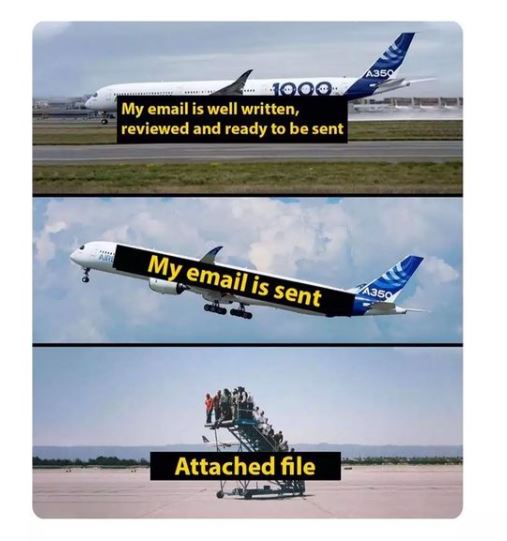 A350
1000
My email is well written,
reviewed and ready to be sent
My email is sent
A350
Attached file